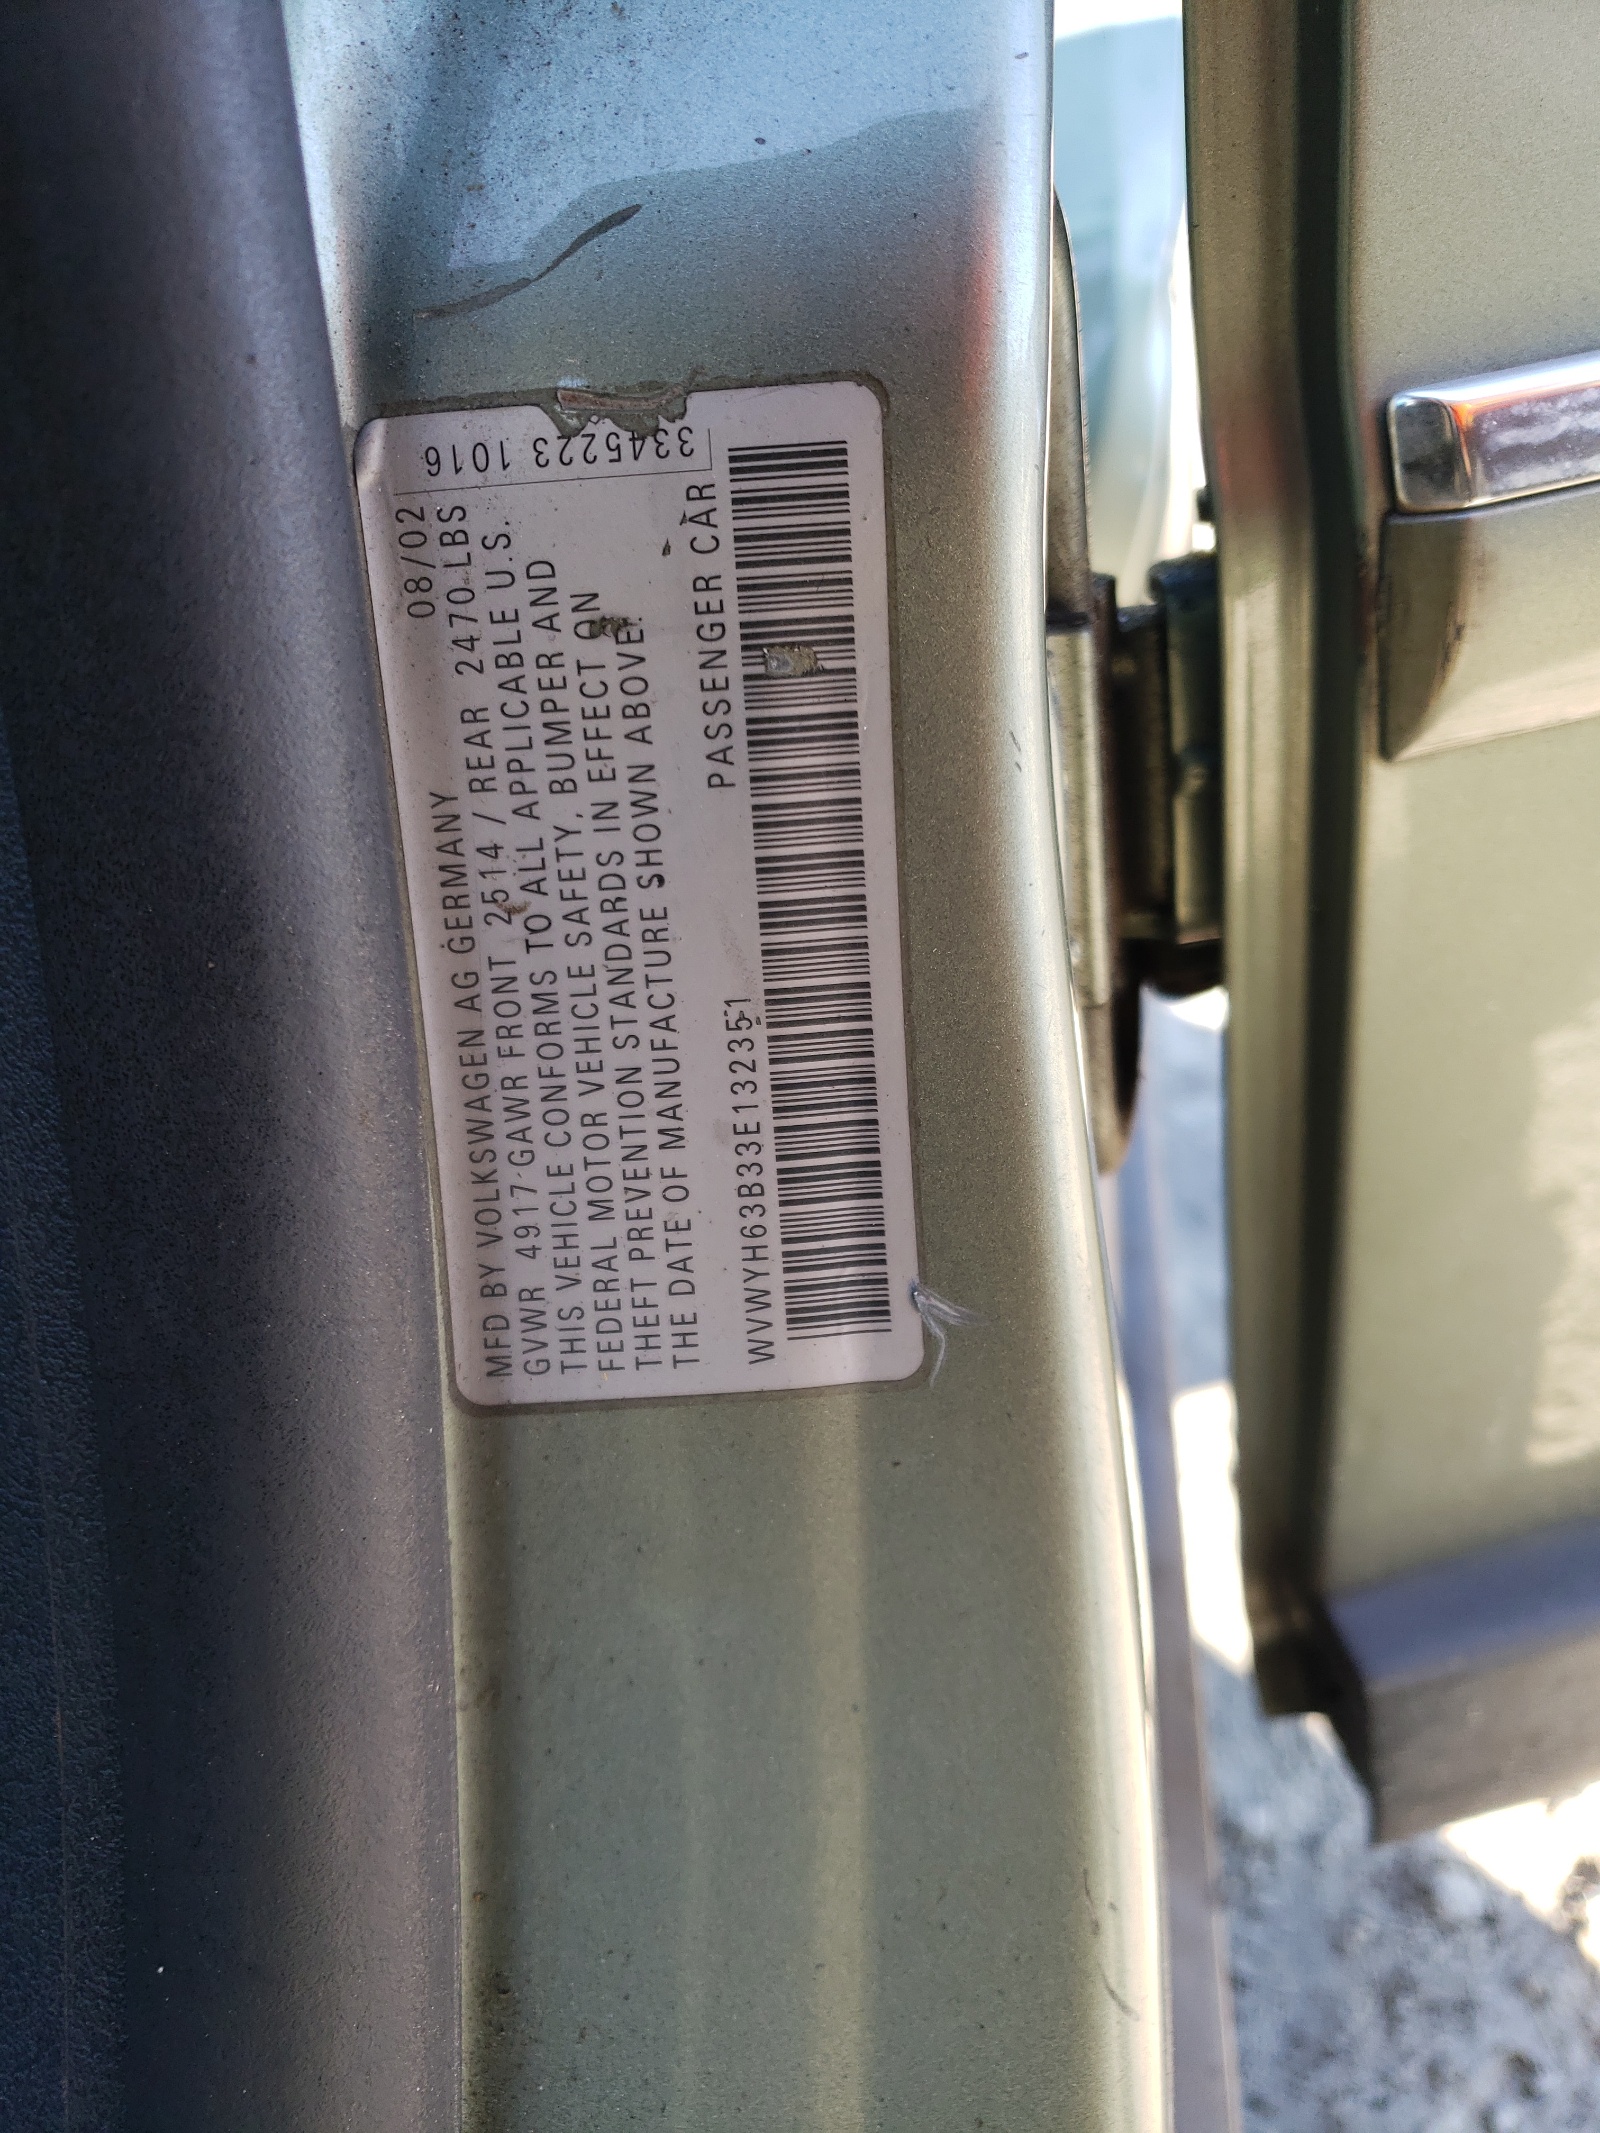 MFD BY VOLKSWAGEN AG GERMANY 08/02
GVWR 4917 GAWR FRONT 2514 / REAR 2470 LBS
THIS VEHICLE CONFORMS TO ALL APPLICABLE U.S.
FEDERAL MOTOR VEHICLE SAFETY, BUMPER AND
THEFT PREVENTION STANDARDS IN EFFECT ON
THE DATE OF MANUFACTURE SHOWN ABOVE.
WVWYH63B33E132351 PASSENGER CAR
3345223 1016